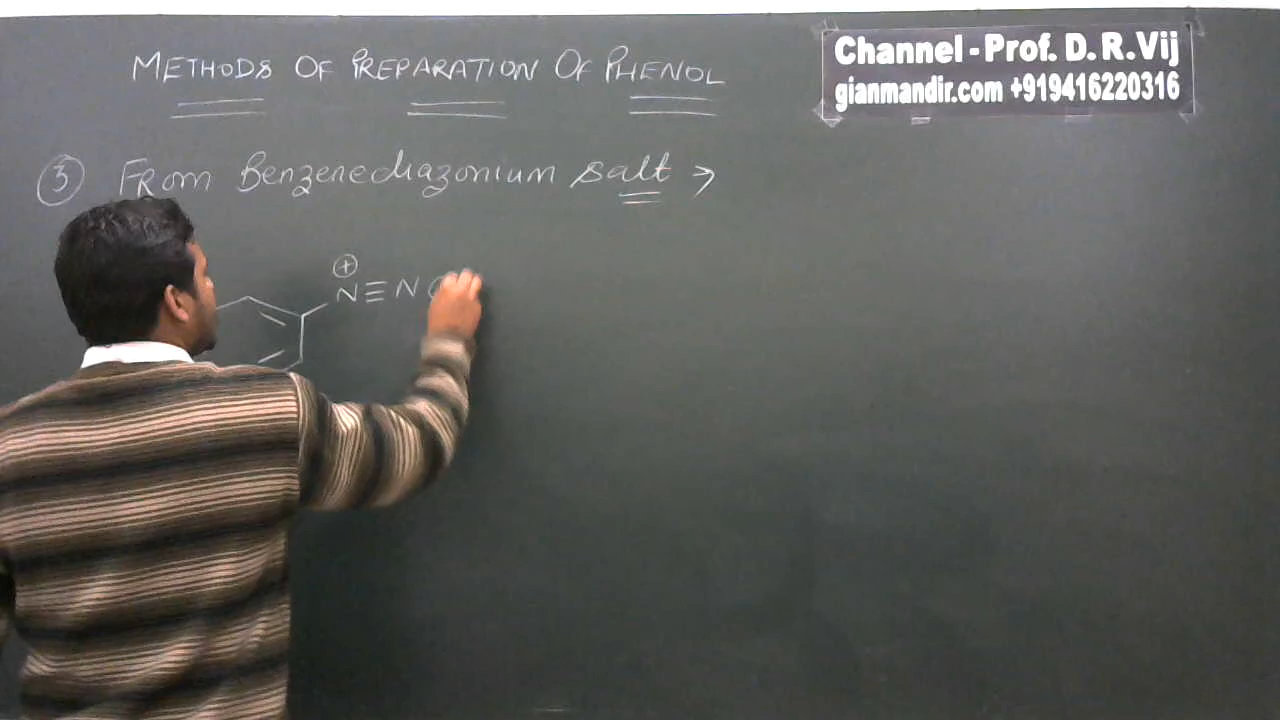 METHODS OF PREPARATION OF PHENOL
Channel - Prof. D. R. Vij
gianmandir.com +919416220316
3 From Benzenediazonium salt →
+
N≡N